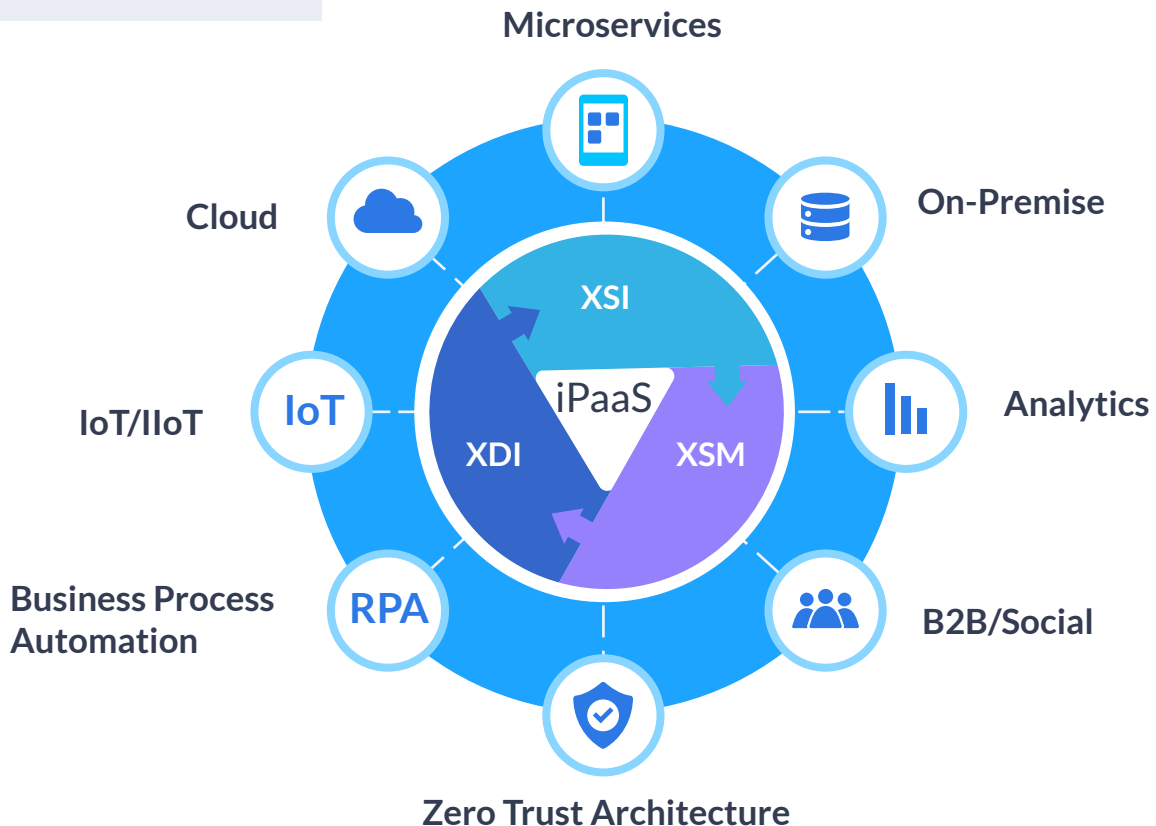 Microservices
Cloud
On-Premise
XSI
iPaaS
IoT
IoT/IIoT
Analytics
XDI
XSM
Business Process
Automation
RPA
B2B/Social
Zero Trust Architecture